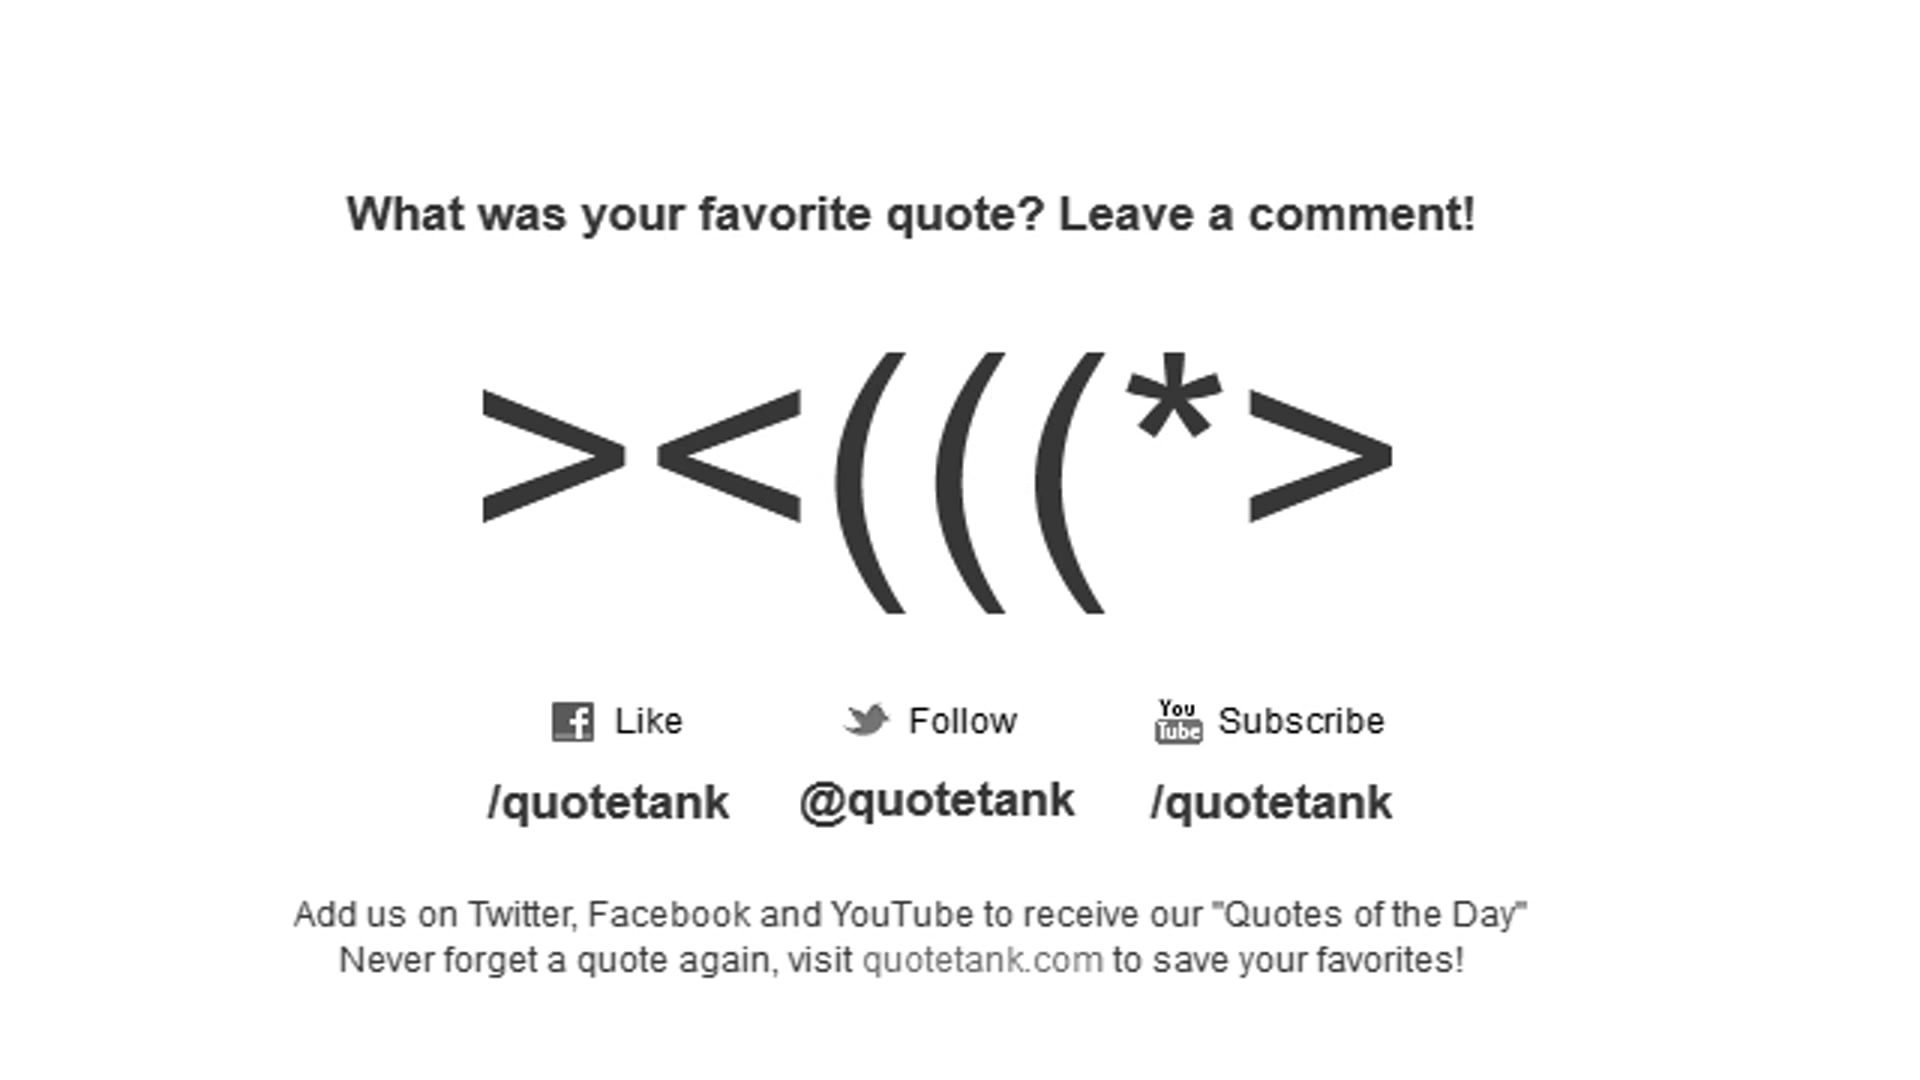 What was your favorite quote? Leave a comment!
><(((*>
f Like Follow You Tube Subscribe
/quotetank @quotetank /quotetank
Add us on Twitter, Facebook and YouTube to receive our "Quotes of the Day"
Never forget a quote again, visit quotetank.com to save your favorites!